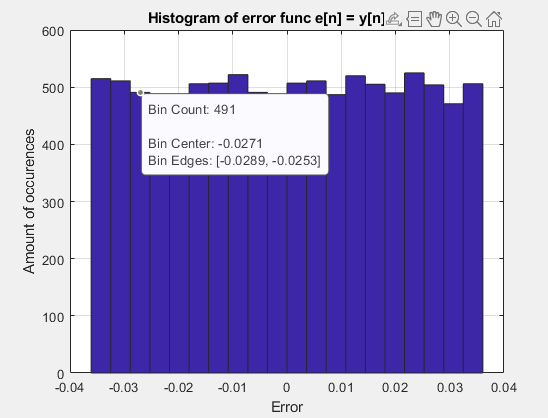 Histogram of error func e[n] = y[n]
600
500
400
300
200
100
0
Bin Count: 491
Bin Center: -0.0271
Bin Edges: [-0.0289, -0.0253]
-0.04
-0.03
-0.02
-0.01
0
0.01
0.02
0.03
0.04
Amount of occurences
Error